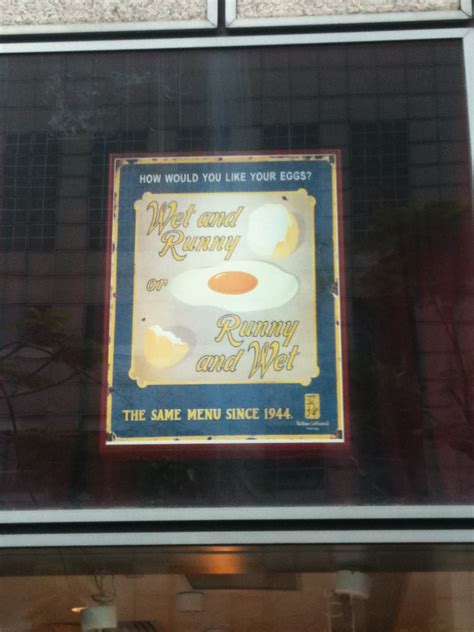 HOW WOULD YOU LIKE YOUR EGGS?
Wet and
Runny
or
Runny
and Wet
THE SAME MENU SINCE 1944.